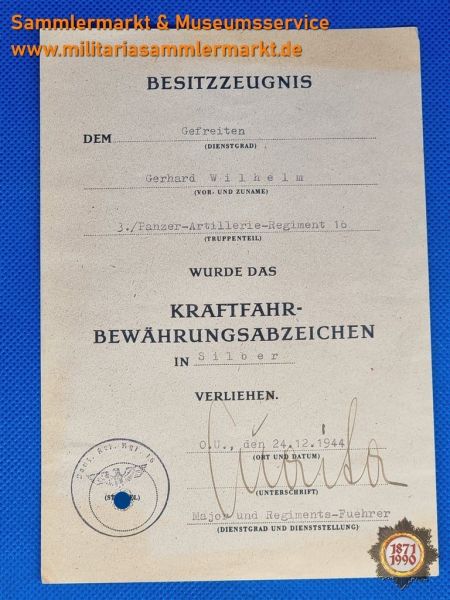 Sammlermarkt & Museumsservice
www.militariasammlermarkt.de
BESITZZEUGNIS
DEM Gefreiten
(DIENSTGRAD)
Gerhard Wilhelm
(VOR- UND ZUNAME)
3./Panzer-Artillerie-Regiment 16
(TRUPPENTEIL)
WURDE DAS
KRAFTFAHR-
BEWÄHRUNGSABZEICHEN
IN Silber
VERLIEHEN.
O.U., den 24.12.1944
(ORT UND DATUM)
(UNTERSCHRIFT)
Major und Regiments-Fuehrer
(DIENSTGRAD UND DIENSTSTELLUNG)
1871
1990